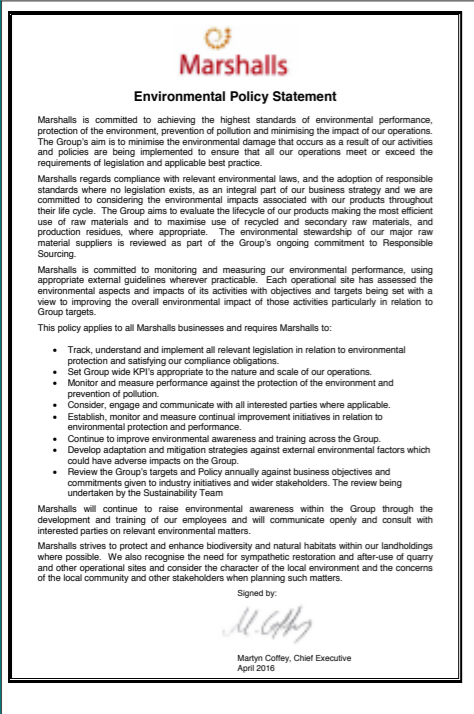 Marshalls
Environmental Policy Statement
Marshalls is committed to achieving the highest standards of environmental performance,
protection of the environment, prevention of pollution and minimising the impact of our operations.
The Group's aim is to minimise the environmental damage that occurs as a result of our activities
and policies are being implemented to ensure that all our operations meet or exceed the
requirements of legislation and applicable best practice.
Marshalls regards compliance with relevant environmental laws, and the adoption of responsible
standards where no legislation exists, as an integral part of our business strategy and we are
committed to considering the environmental impacts associated with our products throughout
their life cycle. The Group aims to evaluate the lifecycle of our products making the most efficient
use of raw materials and to maximise use of recycled and secondary raw materials, and
production residues, where appropriate. The environmental stewardship of our major raw
material suppliers is reviewed as part of the Group's ongoing commitment to Responsible
Sourcing.
Marshalls is committed to monitoring and measuring our environmental performance, using
appropriate external guidelines wherever practicable. Each operational site has assessed the
environmental aspects and impacts of its activities with objectives and targets being set with a
view to improving the overall environmental impact of those activities particularly in relation to
Group targets.
This policy applies to all Marshalls businesses and requires Marshalls to:
• Track, understand and implement all relevant legislation in relation to environmental
protection and satisfying our compliance obligations.
• Set Group wide KPI's appropriate to the nature and scale of our operations.
• Monitor and measure performance against the protection of the environment and
prevention of pollution.
• Consider, engage and communicate with all interested parties where applicable.
• Establish, monitor and measure continual improvement initiatives in relation to
environmental protection and performance.
• Continue to improve environmental awareness and training across the Group.
• Develop adaptation and mitigation strategies against external environmental factors which
could have adverse impacts on the Group.
• Review the Group's targets and Policy annually against business objectives and
commitments given to industry initiatives and wider stakeholders. The review being
undertaken by the Sustainability Team
Marshalls will continue to raise environmental awareness within the Group through the
development and training of our employees and will communicate openly and consult with
interested parties on relevant environmental matters.
Marshalls strives to protect and enhance biodiversity and natural habitats within our landholdings
where possible. We also recognise the need for sympathetic restoration and after-use of quarry
and other operational sites and consider the character of the local environment and the concerns
of the local community and other stakeholders when planning such matters.
Signed by:
M. Coffey
Martyn Coffey, Chief Executive
April 2016